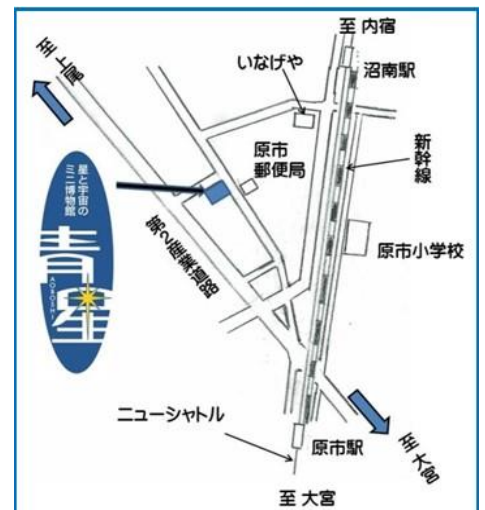 至 内宿
至 上尾
いなげや
沼南駅
新幹線
原市
郵便局
星と宇宙の
ミニ博物館
青星
AOBOSHI
第2産業道路
原市小学校
ニューシャトル
原市駅
至 大宮
至 大宮